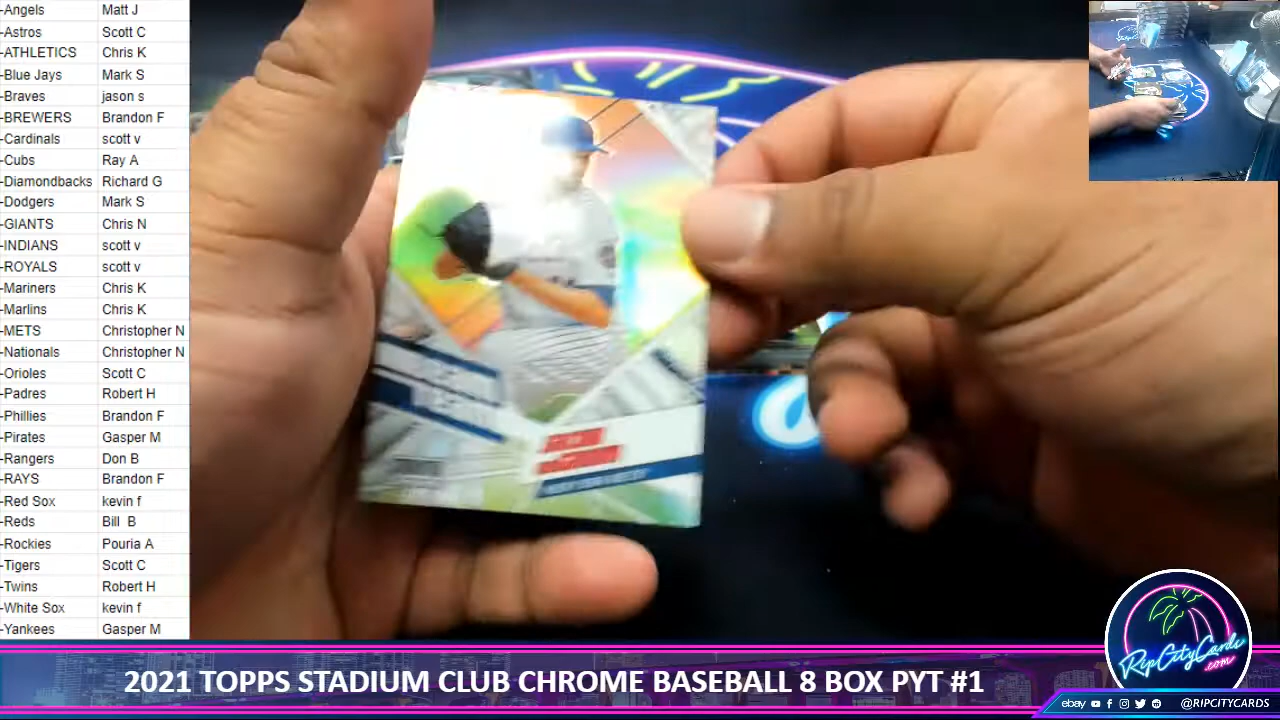 -Angels Matt J
-Astros Scott C
-ATHLETICS Chris K
-Blue Jays Mark S
-Braves jason s
-BREWERS Brandon F
-Cardinals scott v
-Cubs Ray A
-Diamondbacks Richard G
-Dodgers Mark S
-GIANTS Chris N
-INDIANS scott v
-ROYALS scott v
-Mariners Chris K
-Marlins Chris K
-METS Christopher N
-Nationals Christopher N
-Orioles Scott C
-Padres Robert H
-Phillies Brandon F
-Pirates Gasper M
-Rangers Don B
-RAYS Brandon F
-Red Sox kevin f
-Reds Bill B
-Rockies Pouria A
-Tigers Scott C
-Twins Robert H
-White Sox kevin f
-Yankees Gasper M
RipCityCards
.com
2021 TOPPS STADIUM CLUB CHROME BASEBALL 8 BOX PYT #1
ebay @RIPCITYCARDS